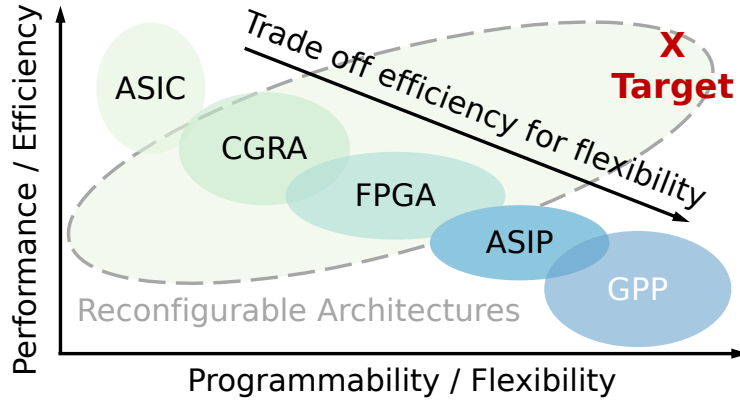 Performance / Efficiency
Trade off efficiency for flexibility
X
Target
ASIC
CGRA
FPGA
ASIP
GPP
Reconfigurable Architectures
Programmability / Flexibility